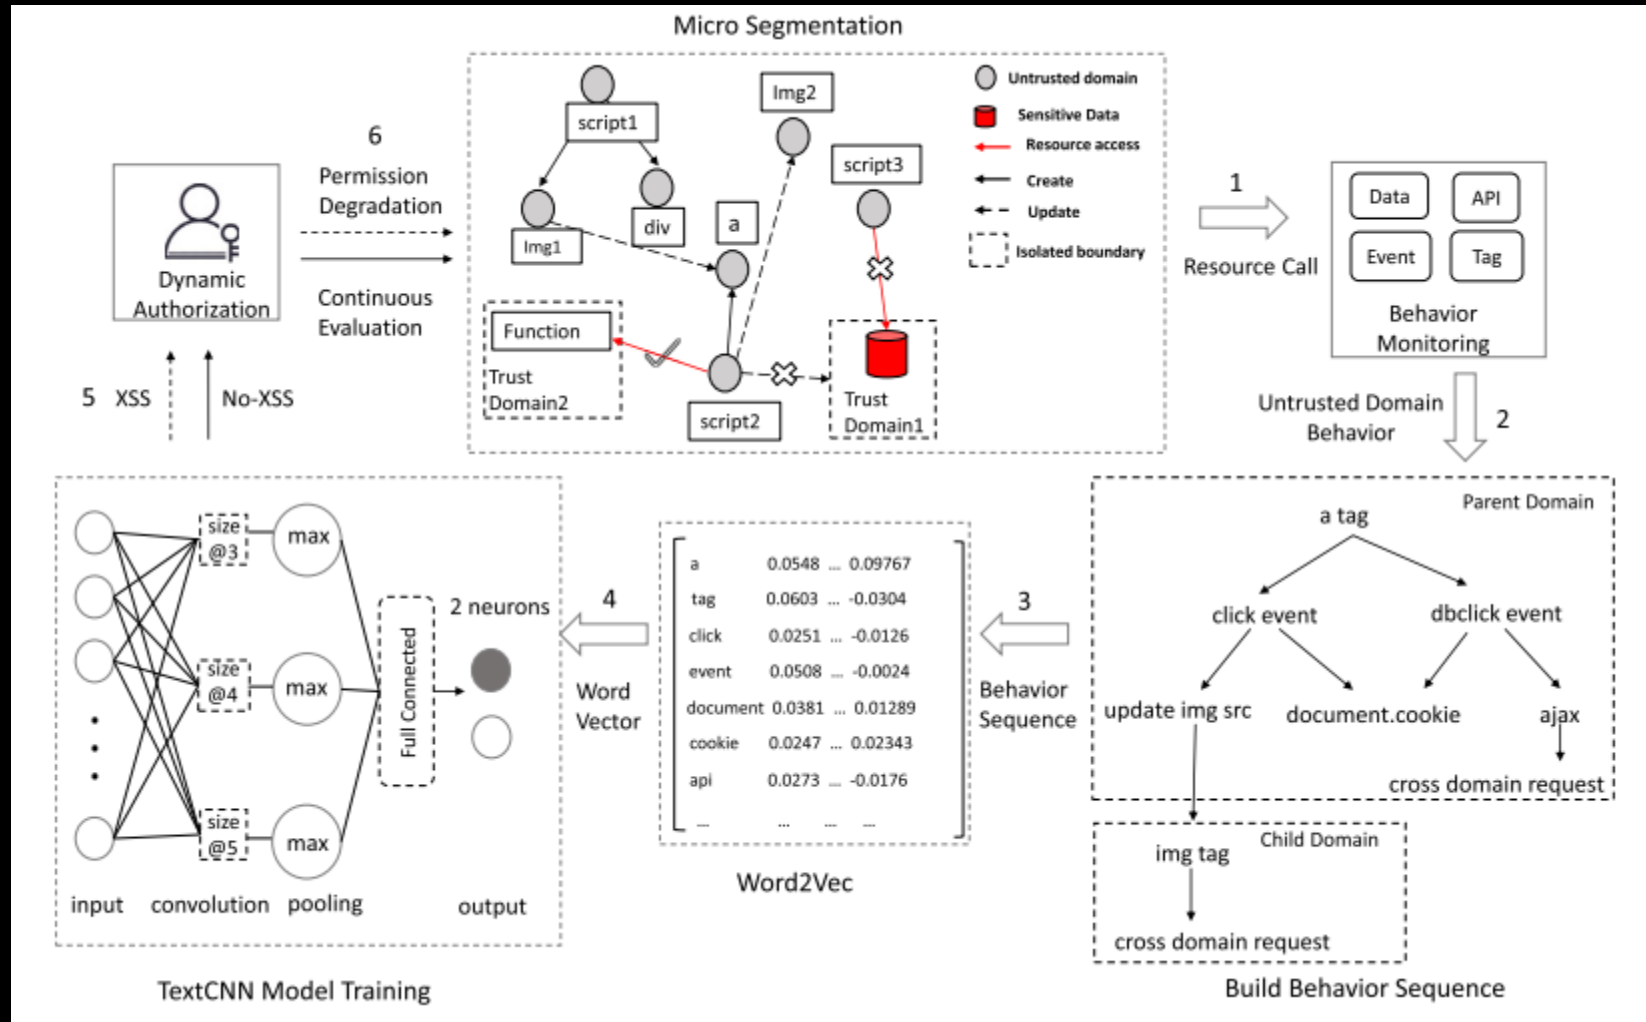 Micro Segmentation
script1
Img1
div
a
Img2
script3
Function
Trust
Domain2
script2
Trust
Domain1
Untrusted domain
Sensitive Data
Resource access
Create
Update
Isolated boundary
1
Resource Call
Data
API
Event
Tag
Behavior
Monitoring
Untrusted Domain
Behavior
2
Parent Domain
a tag
click event
dbclick event
update img src
document.cookie
ajax
cross domain request
Child Domain
img tag
cross domain request
Build Behavior Sequence
3
Behavior
Sequence
a 0.0548 ... 0.09767
tag 0.0603 ... -0.0304
click 0.0251 ... -0.0126
event 0.0508 ... -0.0024
document 0.0381 ... 0.01289
cookie 0.0247 ... 0.02343
api 0.0273 ... -0.0176
... ... ... ...
Word2Vec
4
Word
Vector
size
@3
max
size
@4
max
size
@5
max
Full Connected
2 neurons
input
convolution
pooling
output
TextCNN Model Training
5
XSS
No-XSS
Dynamic
Authorization
6
Permission
Degradation
Continuous
Evaluation